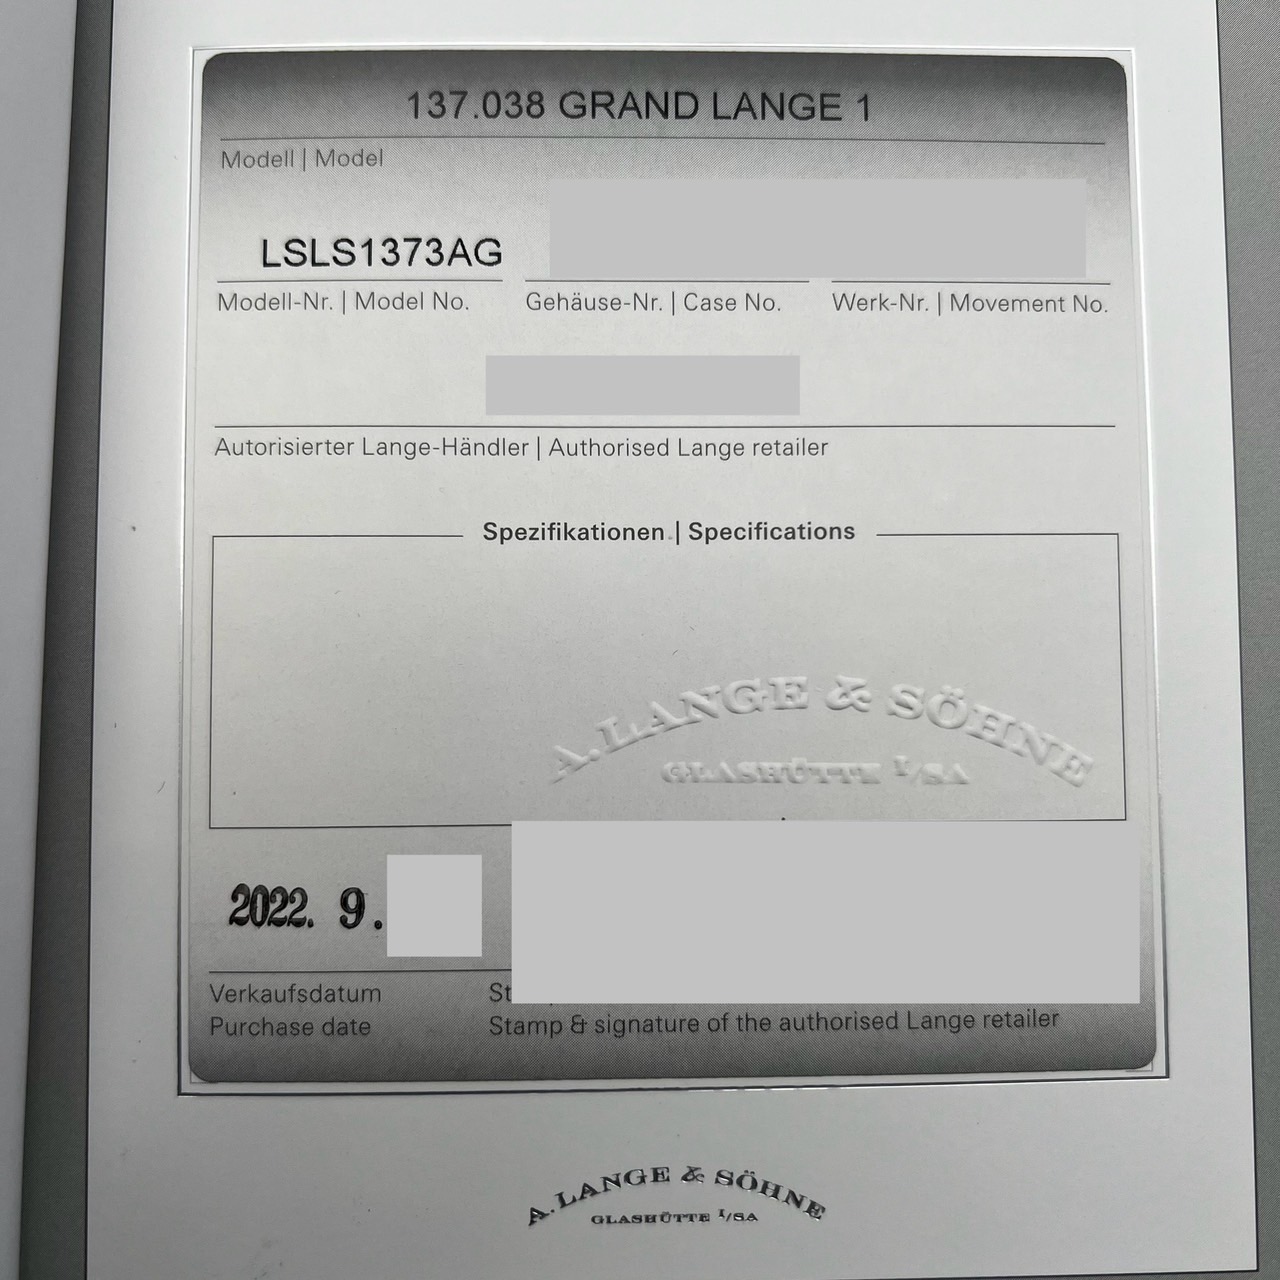 137.038 GRAND LANGE 1
Modell | Model
LSLS1373AG
Modell-Nr. | Model No. Gehäuse-Nr. | Case No. Werk-Nr. | Movement No.
Autorisierter Lange-Händler | Authorised Lange retailer
Spezifikationen | Specifications
A. LANGE & SÖHNE
GLASHÜTTE I/SA
2022. 9.
Verkaufsdatum
Purchase date Stamp & signature of the authorised Lange retailer
A. LANGE & SÖHNE
GLASHÜTTE I/SA